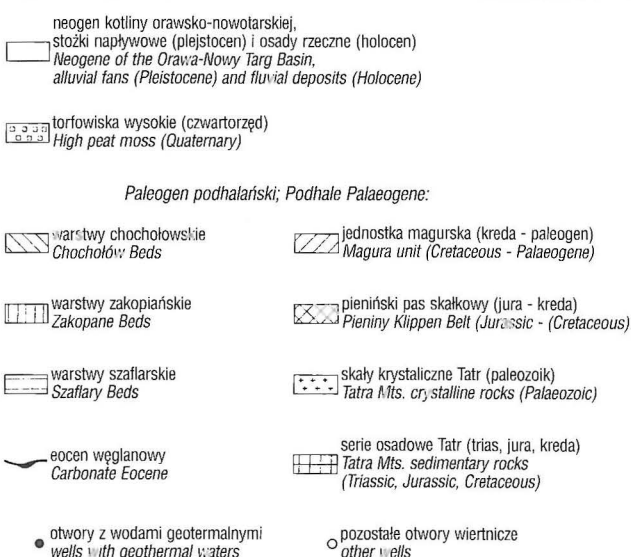 neogen kotliny orawsko-nowotarskiej,
stożki napływowe (plejstocen) i osady rzeczne (holocen)
Neogene of the Orawa-Nowy Targ Basin,
alluvial fans (Pleistocene) and fluvial deposits (Holocene)
torfowiska wysokie (czwartorzęd)
High peat moss (Quaternary)
Paleogen podhalański; Podhale Palaeogene:
warstwy chochołowskie
Chochołów Beds
jednostka magurska (kreda - paleogen)
Magura unit (Cretaceous - Palaeogene)
warstwy zakopiańskie
Zakopane Beds
pieniński pas skałkowy (jura - kreda)
Pieniny Klippen Belt (Jurassic - (Cretaceous)
warstwy szaflarskie
Szaflary Beds
skały krystaliczne Tatr (paleozoik)
Tatra Mts. crystalline rocks (Palaeozoic)
eocen węglanowy
Carbonate Eocene
serie osadowe Tatr (trias, jura, kreda)
Tatra Mts. sedimentary rocks
(Triassic, Jurassic, Cretaceous)
otwory z wodami geotermalnymi
wells with geothermal waters
pozostałe otwory wiertnicze
other wells